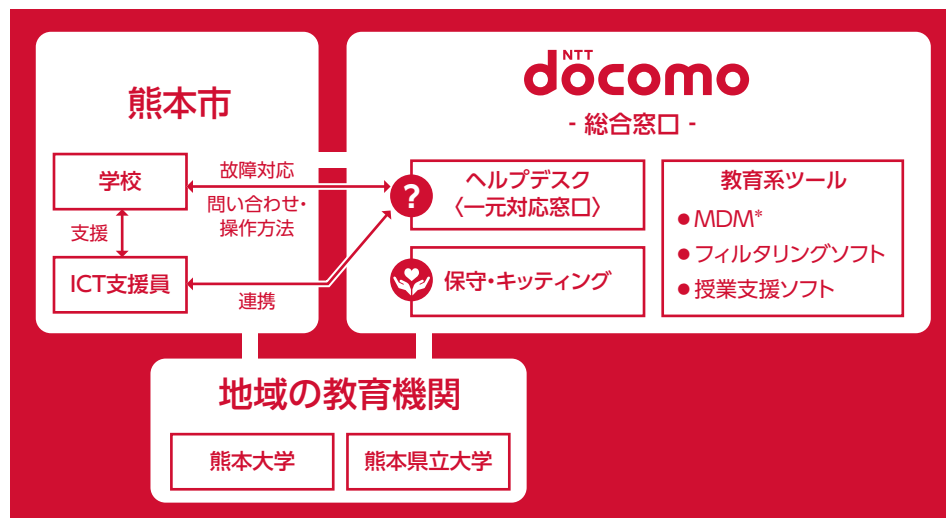 熊本市
学校
支援
ICT支援員
故障対応
問い合わせ・
操作方法
連携
NTT
docomo
- 総合窓口 -
?
ヘルプデスク
〈一元対応窓口〉
保守・キッティング
教育系ツール
●MDM*
●フィルタリングソフト
●授業支援ソフト
地域の教育機関
熊本大学
熊本県立大学